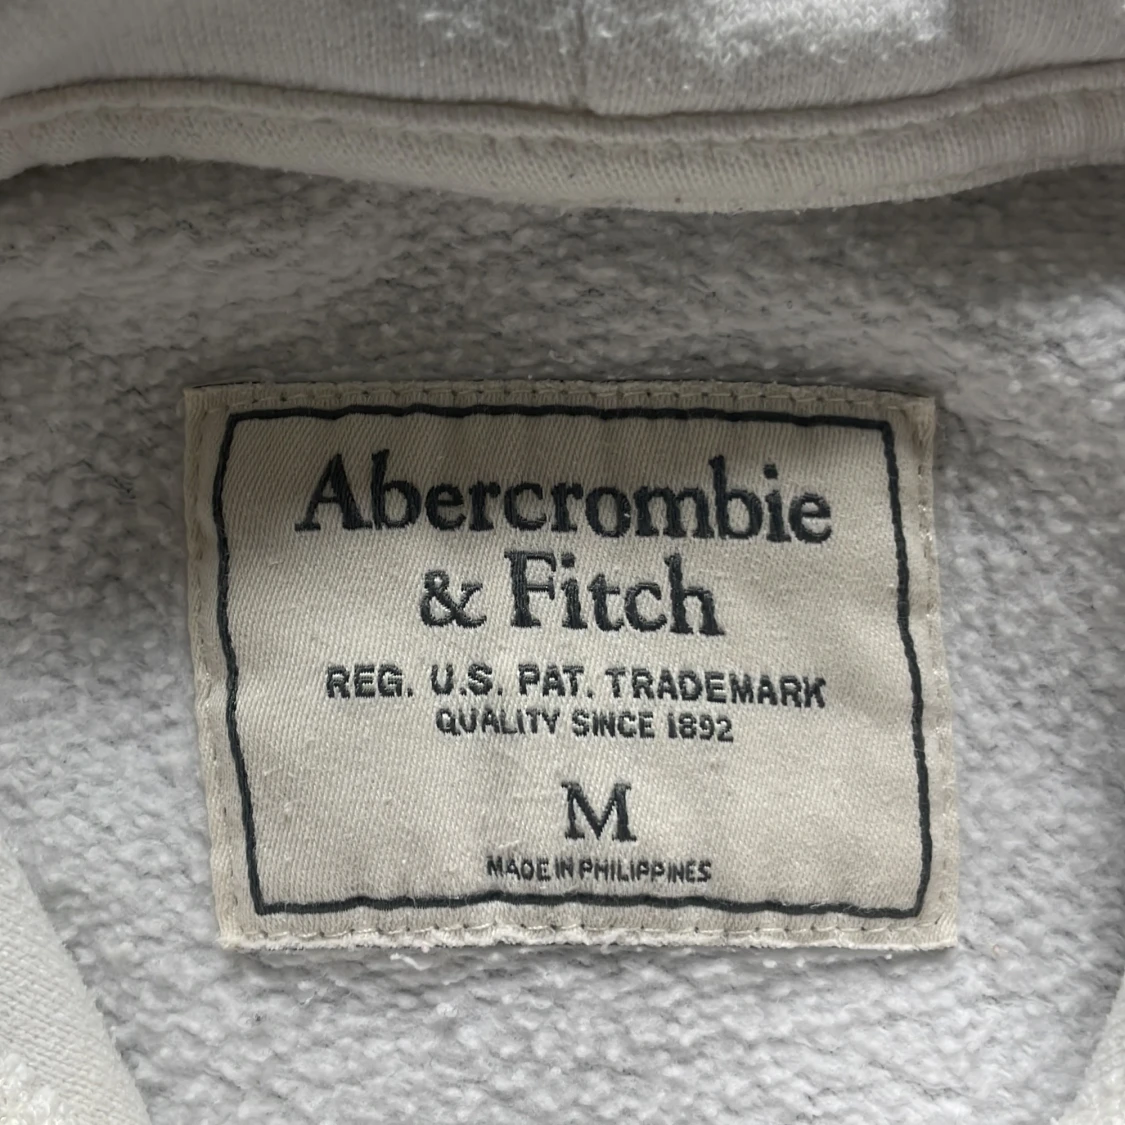 Abercrombie
& Fitch
REG. U.S. PAT. TRADEMARK
QUALITY SINCE 1892
M
MADE IN PHILIPPINES